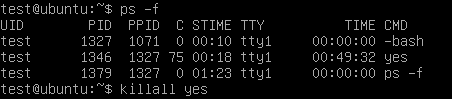 test@ubuntu:~$ ps -f
UID        PID  PPID  C STIME TTY          TIME CMD
test      1327  1071  0 00:10 tty1     00:00:00 -bash
test      1346  1327 75 00:18 tty1     00:49:32 yes
test      1379  1327  0 01:23 tty1     00:00:00 ps -f
test@ubuntu:~$ killall yes